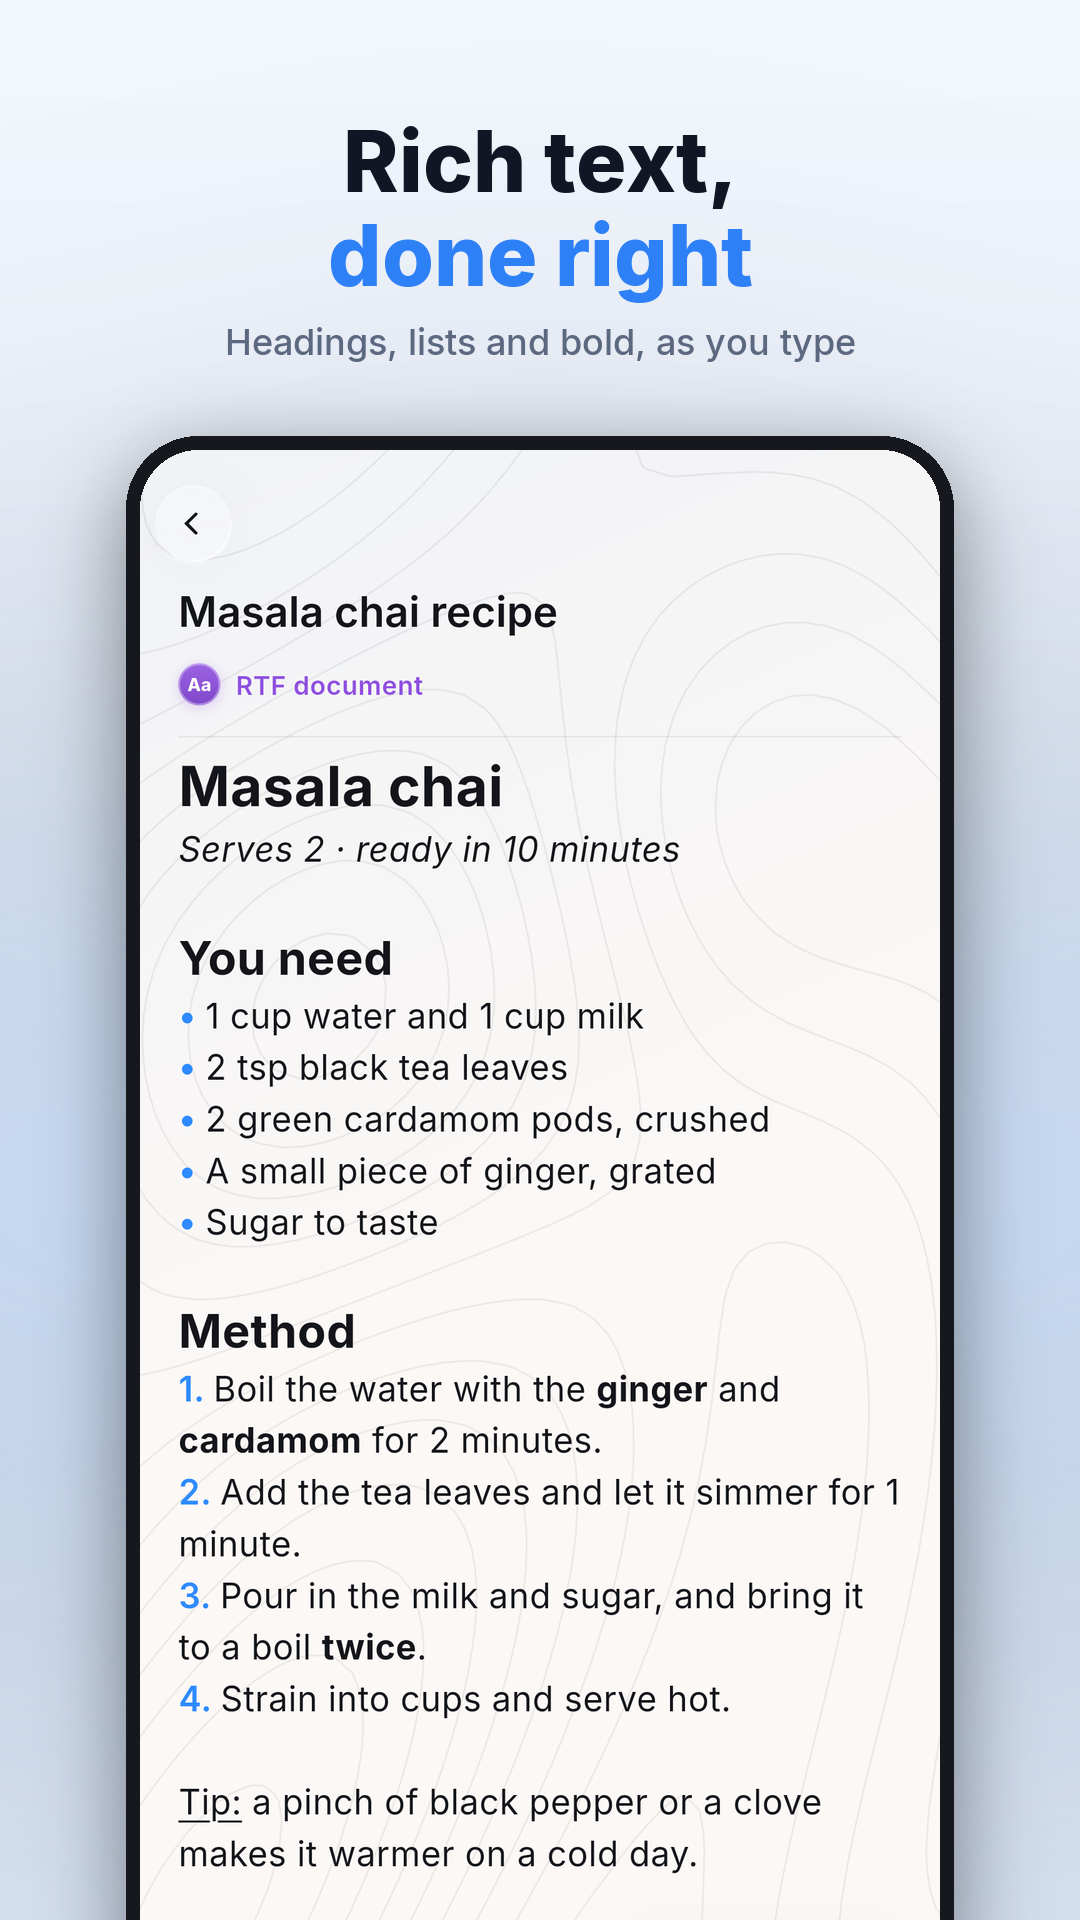 Rich text,
done right
Headings, lists and bold, as you type
Masala chai recipe
Aa RTF document
Masala chai
Serves 2 · ready in 10 minutes
You need
• 1 cup water and 1 cup milk
• 2 tsp black tea leaves
• 2 green cardamom pods, crushed
• A small piece of ginger, grated
• Sugar to taste
Method
1. Boil the water with the ginger and
cardamom for 2 minutes.
2. Add the tea leaves and let it simmer for 1
minute.
3. Pour in the milk and sugar, and bring it
to a boil twice.
4. Strain into cups and serve hot.
Tip: a pinch of black pepper or a clove
makes it warmer on a cold day.